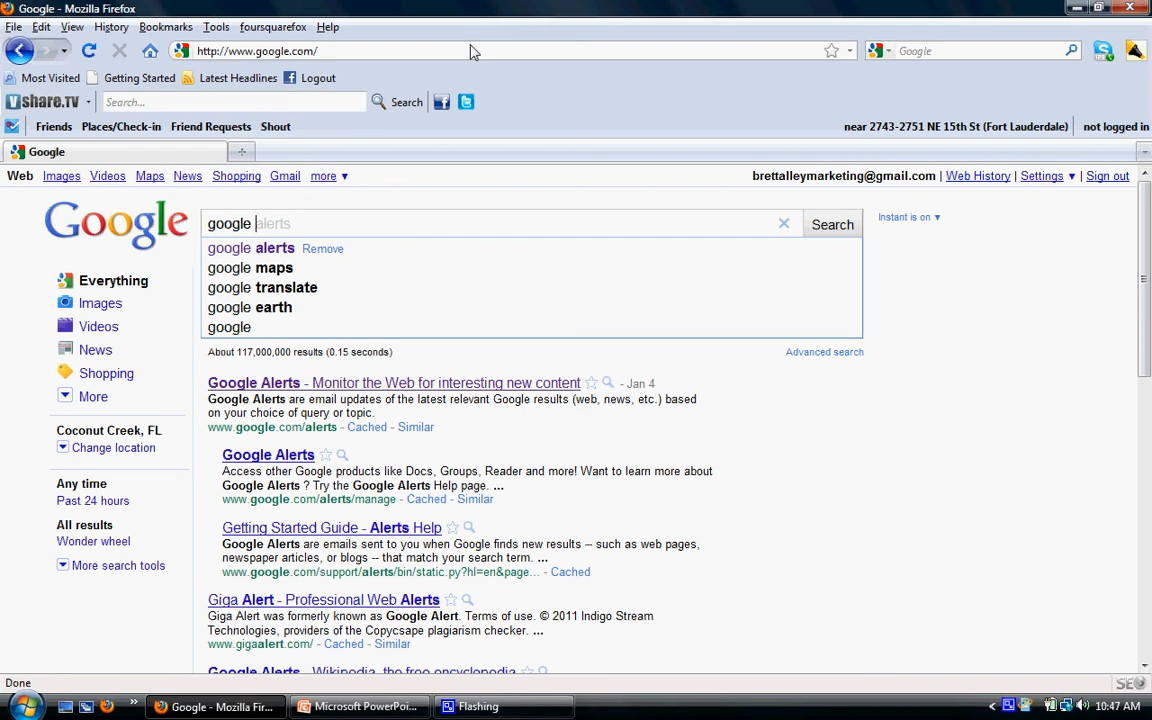 Google - Mozilla Firefox
File Edit View History Bookmarks Tools foursquarefox Help
http://www.google.com/ Google
Most Visited Getting Started Latest Headlines Logout
Vshare.TV Search... Search
Friends Places/Check-in Friend Requests Shout near 2743-2751 NE 15th St (Fort Lauderdale) not logged in
Google
Web Images Videos Maps News Shopping Gmail more ▼ brettalleymarketing@gmail.com | Web History | Settings ▼ | Sign out
Google google alerts Search Instant is on ▼
google alerts Remove
google maps
google translate
google earth
google
Everything
Images
Videos
News
Shopping
More
Coconut Creek, FL
Change location
Any time
Past 24 hours
All results
Wonder wheel
More search tools
About 117,000,000 results (0.15 seconds) Advanced search
Google Alerts - Monitor the Web for interesting new content - Jan 4
Google Alerts are email updates of the latest relevant Google results (web, news, etc.) based
on your choice of query or topic.
www.google.com/alerts - Cached - Similar
Google Alerts
Access other Google products like Docs, Groups, Reader and more! Want to learn more about
Google Alerts ? Try the Google Alerts Help page. ...
www.google.com/alerts/manage - Cached - Similar
Getting Started Guide - Alerts Help
Google Alerts are emails sent to you when Google finds new results -- such as web pages,
newspaper articles, or blogs -- that match your search term. ...
www.google.com/support/alerts/bin/static.py?hl=en&page... - Cached
Giga Alert - Professional Web Alerts
Giga Alert was formerly known as Google Alert. Terms of use. © 2011 Indigo Stream
Technologies, providers of the Copycsape plagiarism checker. ...
www.gigaalert.com/ - Cached - Similar
Google Alerts - Wikipedia, the free encyclopedia
Done SEO
Google - Mozilla Fir... Microsoft PowerPoi... Flashing 10:47 AM